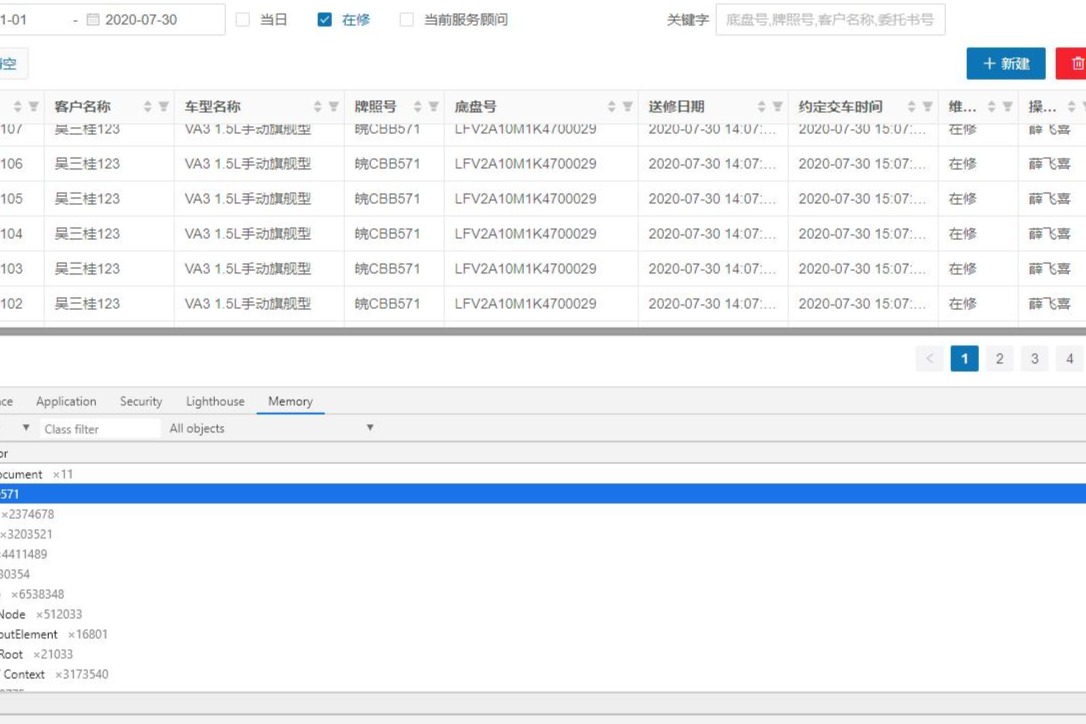 1-01 - 2020-07-30 当日 在修 当前服务顾问 关键字 底盘号,牌照号,客户名称,委托书号
空 + 新建
客户名称 车型名称 牌照号 底盘号 送修日期 约定交车时间 维... 操...
107 吴三桂123 VA3 1.5L手动旗舰型 皖CBB571 LFV2A10M1K4700029 2020-07-30 14:07:... 2020-07-30 15:07:... 在修 薛飞喜
106 吴三桂123 VA3 1.5L手动旗舰型 皖CBB571 LFV2A10M1K4700029 2020-07-30 14:07:... 2020-07-30 15:07:... 在修 薛飞喜
105 吴三桂123 VA3 1.5L手动旗舰型 皖CBB571 LFV2A10M1K4700029 2020-07-30 14:07:... 2020-07-30 15:07:... 在修 薛飞喜
104 吴三桂123 VA3 1.5L手动旗舰型 皖CBB571 LFV2A10M1K4700029 2020-07-30 14:07:... 2020-07-30 15:07:... 在修 薛飞喜
103 吴三桂123 VA3 1.5L手动旗舰型 皖CBB571 LFV2A10M1K4700029 2020-07-30 14:07:... 2020-07-30 15:07:... 在修 薛飞喜
102 吴三桂123 VA3 1.5L手动旗舰型 皖CBB571 LFV2A10M1K4700029 2020-07-30 14:07:... 2020-07-30 15:07:... 在修 薛飞喜
< 1 2 3 4
ce Application Security Lighthouse Memory
Class filter All objects
or
ocument ×11
571
×2374678
×3203521
4411489
30354
×6538348
Node ×512033
outElement ×16801
Root ×21033
/ Context ×3173540